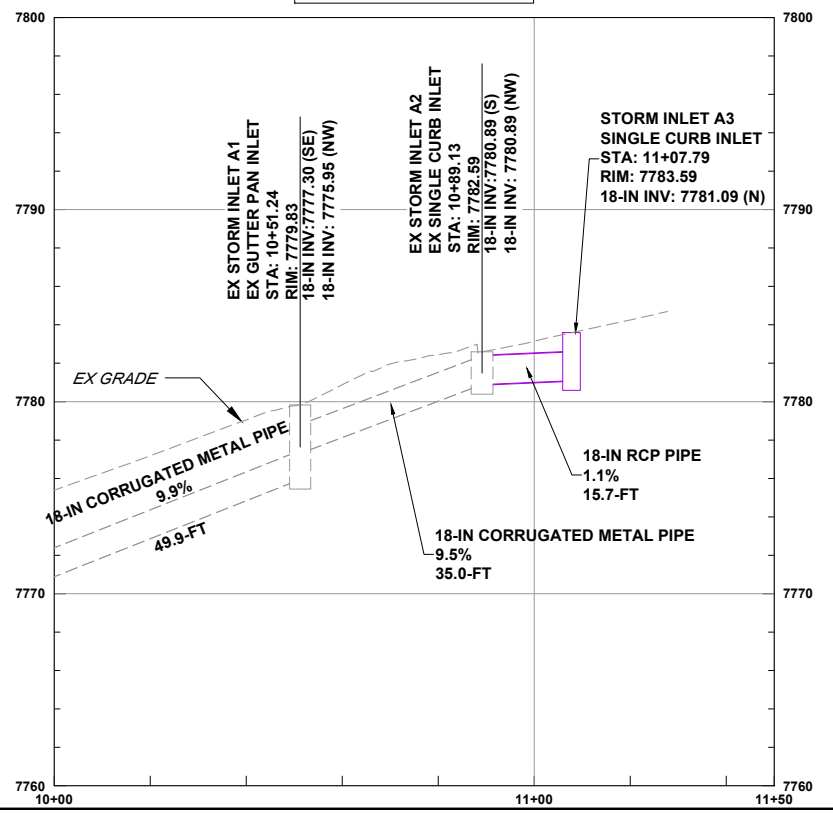 7800
7800
7790
7790
7780
7780
7770
7770
7760
7760
10+00
11+00
11+50
EX STORM INLET A1
EX GUTTER PAN INLET
STA: 10+51.24
RIM: 7779.83
18-IN INV:7777.30 (SE)
18-IN INV: 7775.95 (NW)
EX STORM INLET A2
EX SINGLE CURB INLET
STA: 10+89.13
RIM: 7782.59
18-IN INV:7780.89 (S)
18-IN INV: 7780.89 (NW)
STORM INLET A3
SINGLE CURB INLET
STA: 11+07.79
RIM: 7783.59
18-IN INV: 7781.09 (N)
EX GRADE
18-IN CORRUGATED METAL PIPE
9.9%
49.9-FT
18-IN CORRUGATED METAL PIPE
9.5%
35.0-FT
18-IN RCP PIPE
1.1%
15.7-FT